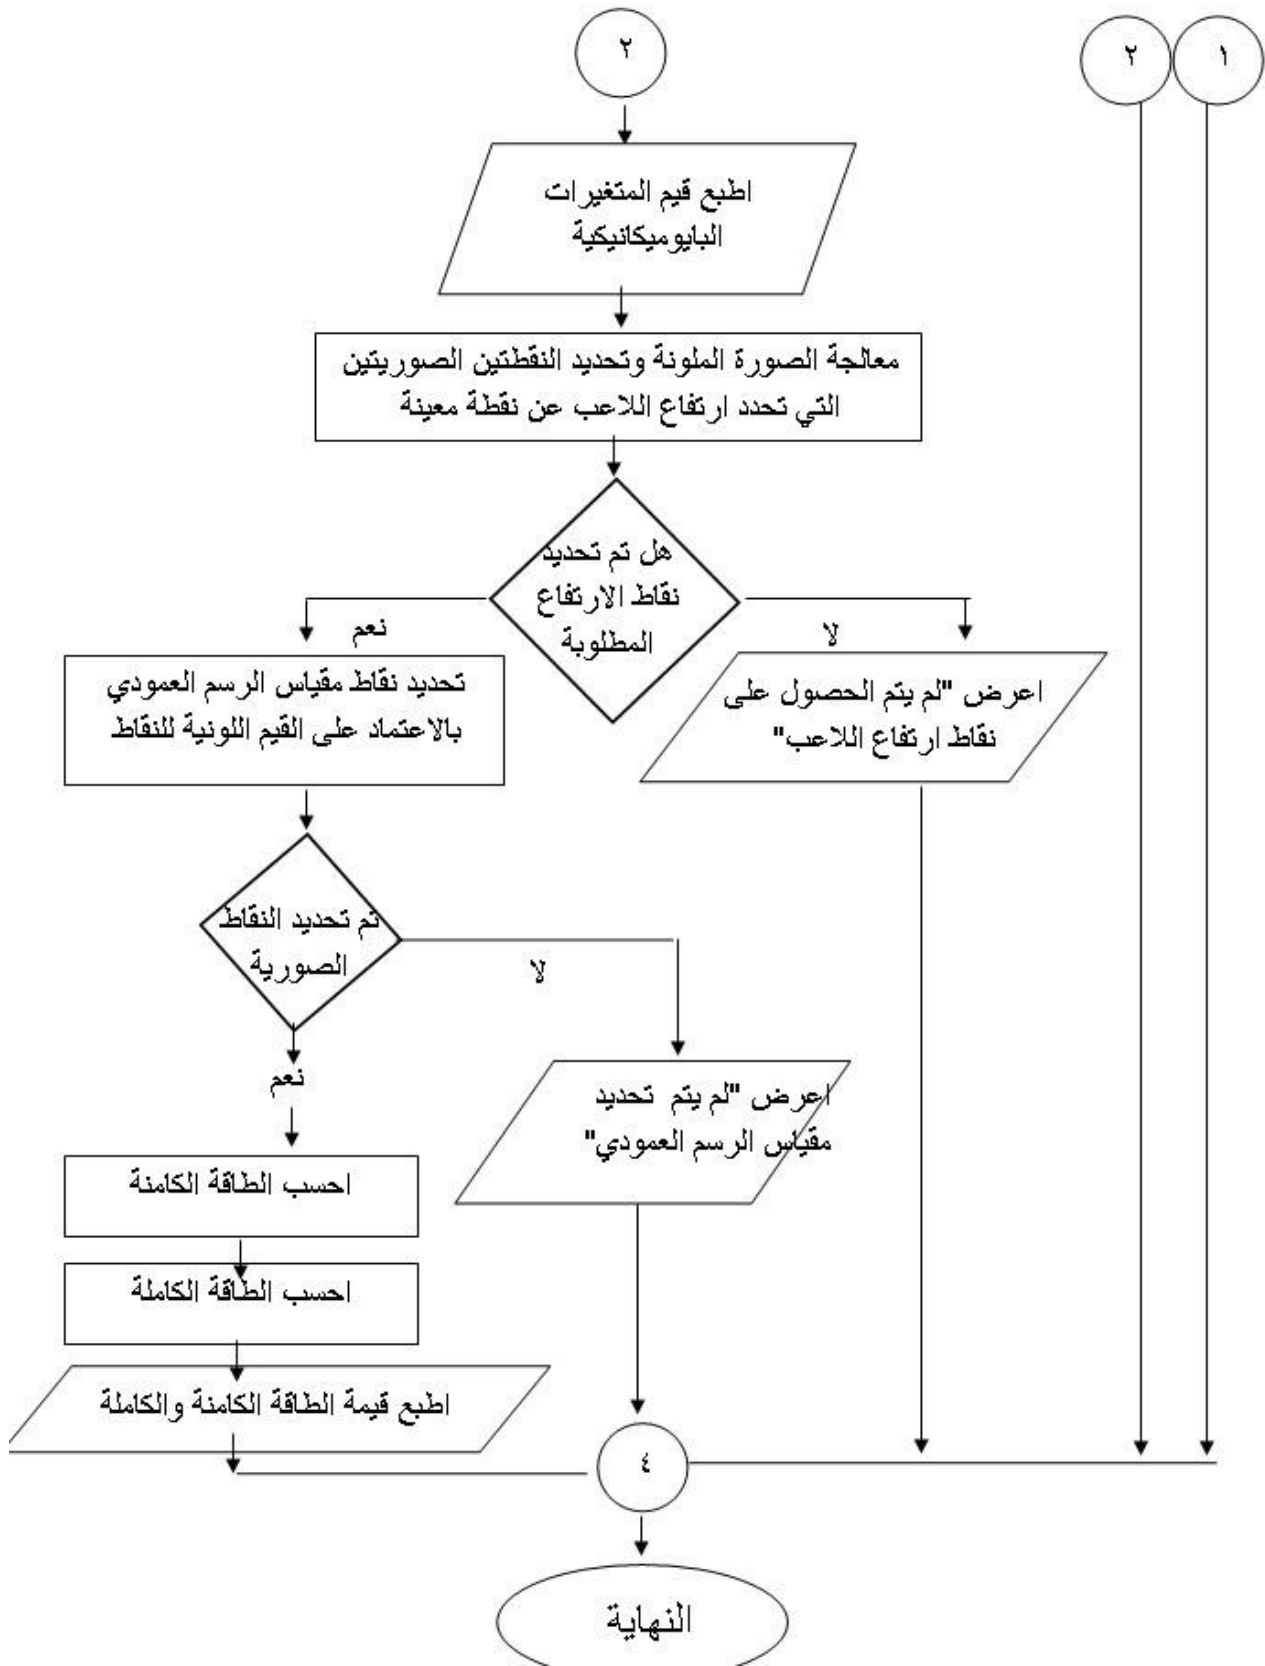 ٢
٢
١
اطبع قيم المتغيرات
البايوميكانيكية
معالجة الصورة الملونة وتحديد النقطتين الصوريتين
التي تحدد ارتفاع اللاعب عن نقطة معينة
هل تم تحديد
نقاط الارتفاع
المطلوبة
نعم
لا
تحديد نقاط مقياس الرسم العمودي
بالاعتماد على القيم اللونية للنقاط
اعرض "لم يتم الحصول على
نقاط ارتفاع اللاعب"
تم تحديد النقاط
الصورية
لا
نعم
اعرض "لم يتم تحديد
مقياس الرسم العمودي"
احسب الطاقة الكامنة
احسب الطاقة الكاملة
اطبع قيمة الطاقة الكامنة والكاملة
٤
النهاية